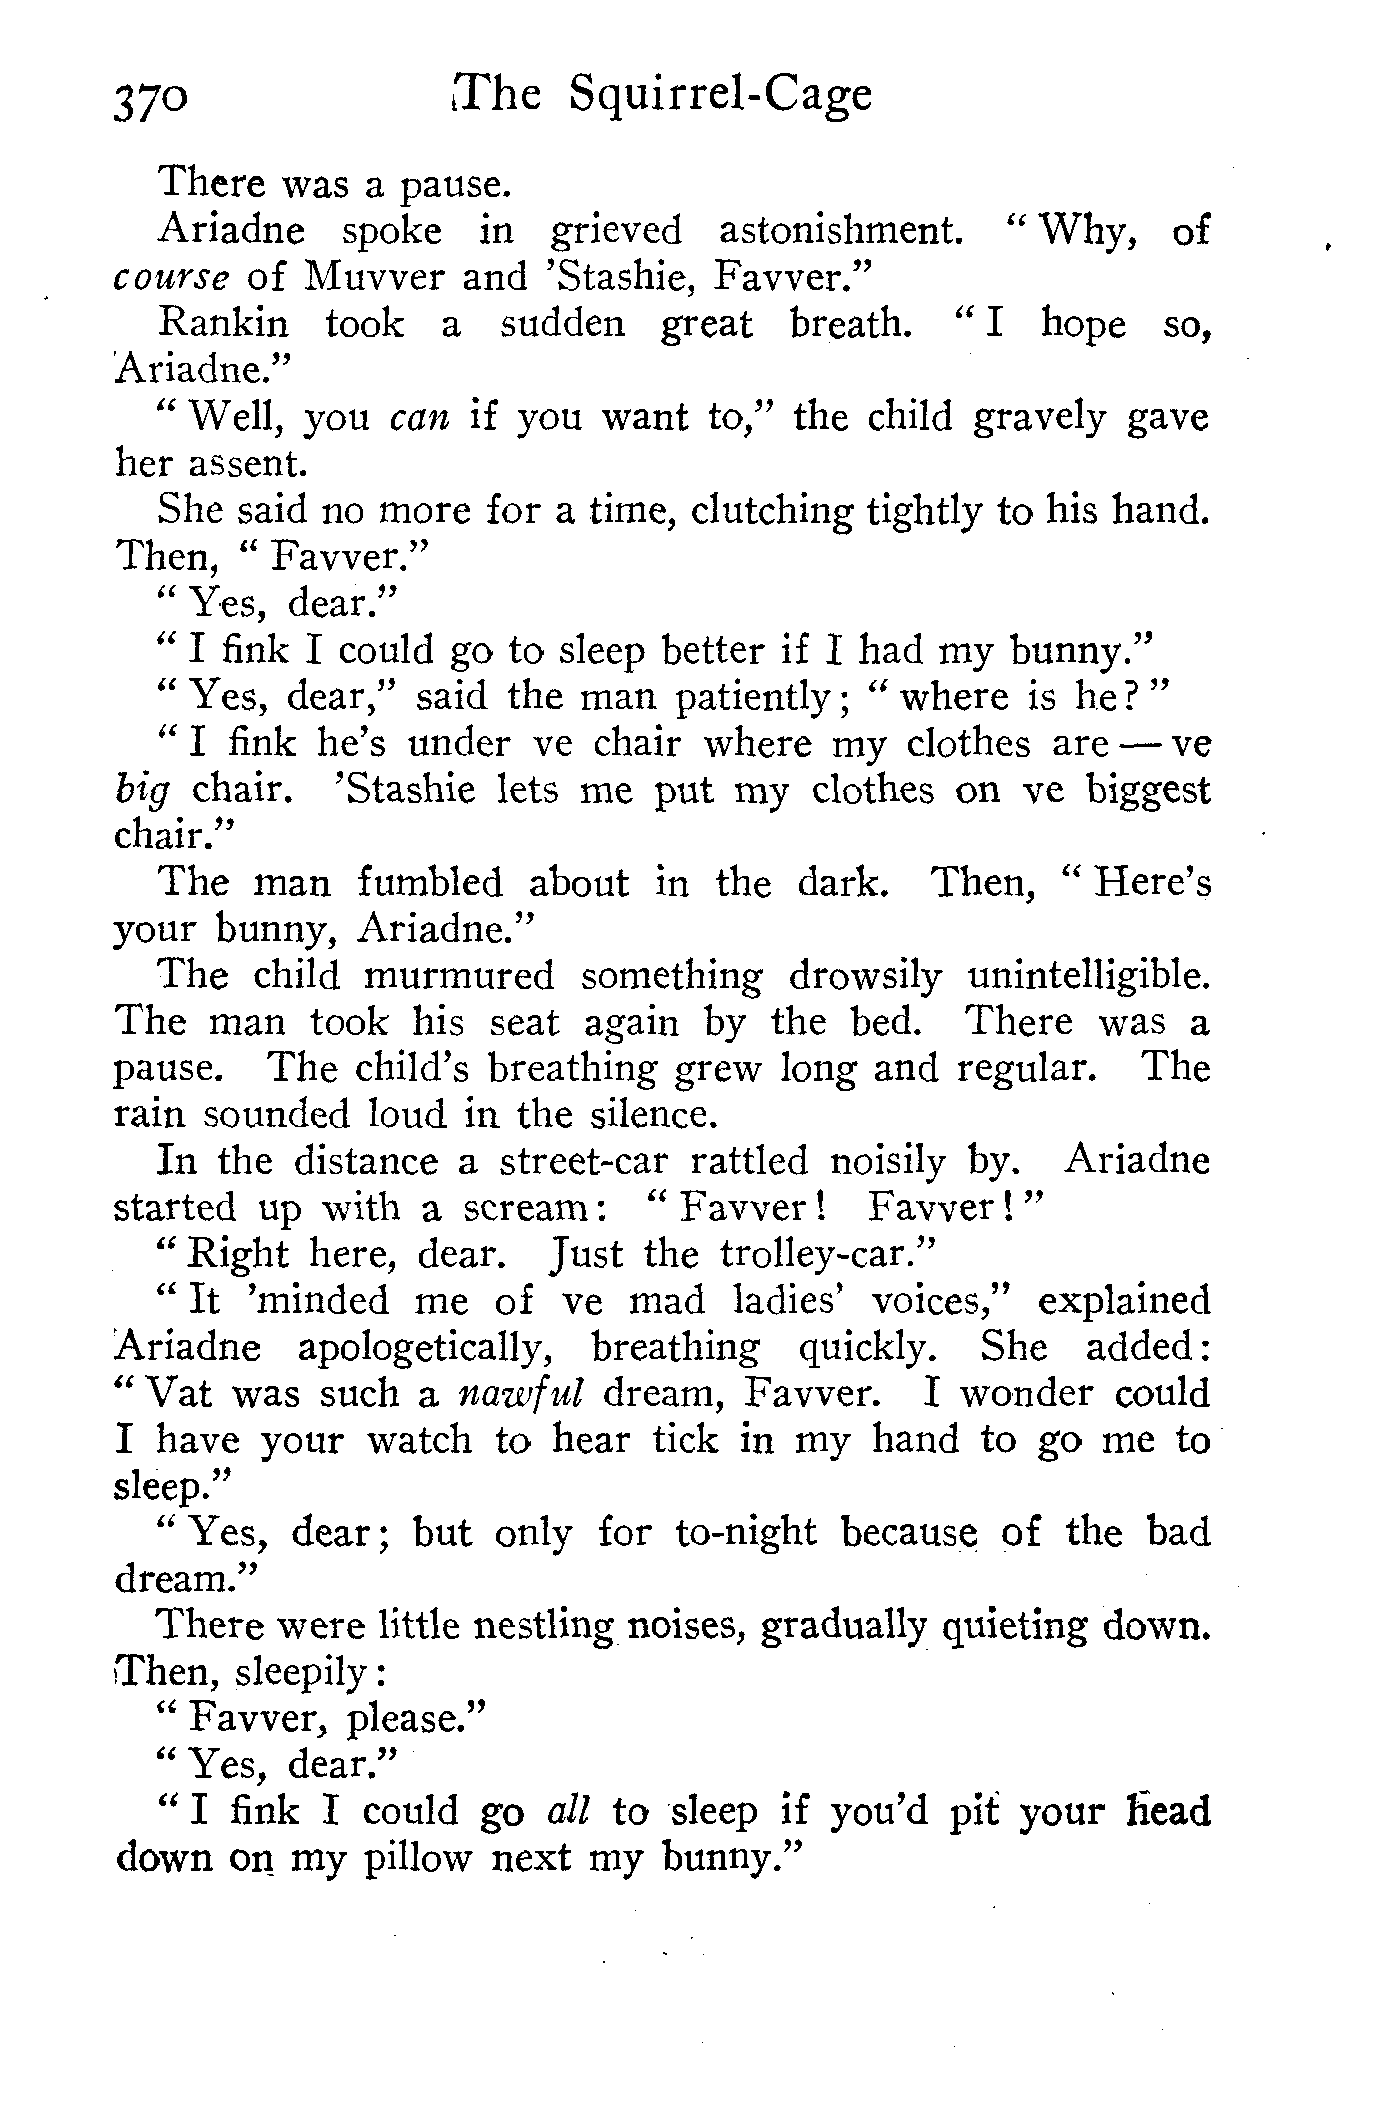 370 The Squirrel-Cage
There was a pause.
Ariadne spoke in grieved astonishment. “ Why, of
course of Muvver and ’Stashie, Favver.”
Rankin took a sudden great breath. “ I hope so,
Ariadne.”
“ Well, you can if you want to,” the child gravely gave
her assent.
She said no more for a time, clutching tightly to his hand.
Then, “ Favver.”
“ Yes, dear.”
“ I fink I could go to sleep better if I had my bunny.”
“ Yes, dear,” said the man patiently; “ where is he? ”
“ I fink he’s under ve chair where my clothes are — ve
big chair. ’Stashie lets me put my clothes on ve biggest
chair.”
The man fumbled about in the dark. Then, “ Here’s
your bunny, Ariadne.”
The child murmured something drowsily unintelligible.
The man took his seat again by the bed. There was a
pause. The child’s breathing grew long and regular. The
rain sounded loud in the silence.
In the distance a street-car rattled noisily by. Ariadne
started up with a scream: “ Favver! Favver! ”
“ Right here, dear. Just the trolley-car.”
“ It ’minded me of ve mad ladies’ voices,” explained
Ariadne apologetically, breathing quickly. She added:
“ Vat was such a nawful dream, Favver. I wonder could
I have your watch to hear tick in my hand to go me to
sleep.”
“ Yes, dear; but only for to-night because of the bad
dream.”
There were little nestling noises, gradually quieting down.
Then, sleepily:
“ Favver, please.”
“ Yes, dear.”
“ I fink I could go all to sleep if you’d pit your head
down on my pillow next my bunny.”